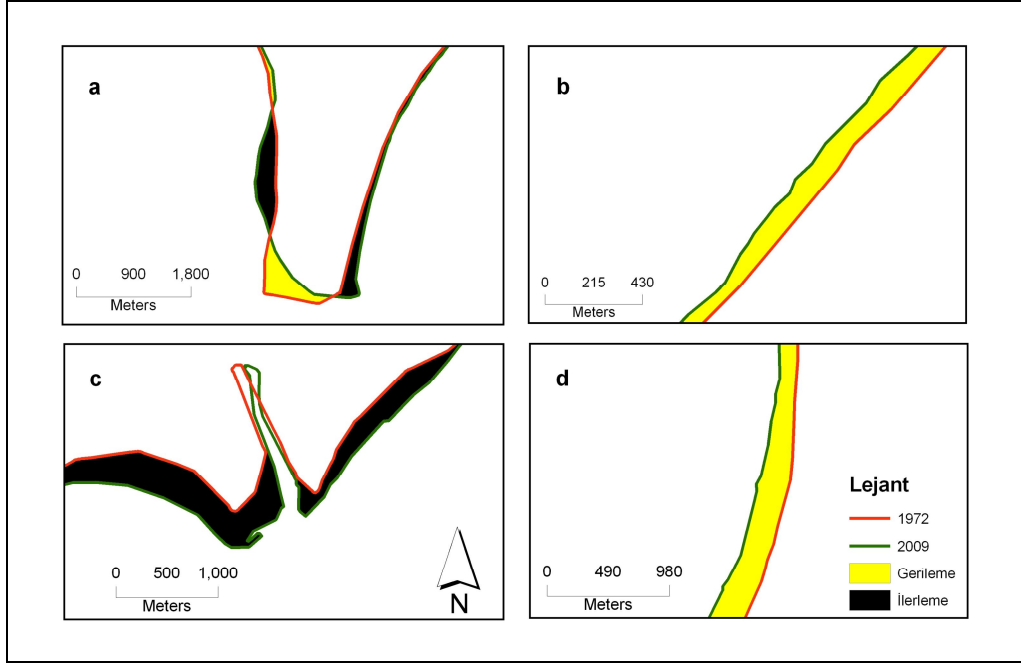 a
0 900 1,800
Meters
b
0 215 430
Meters
c
0 500 1,000
Meters
N
d
0 490 980
Meters
Lejant
1972
2009
Gerileme
İlerleme